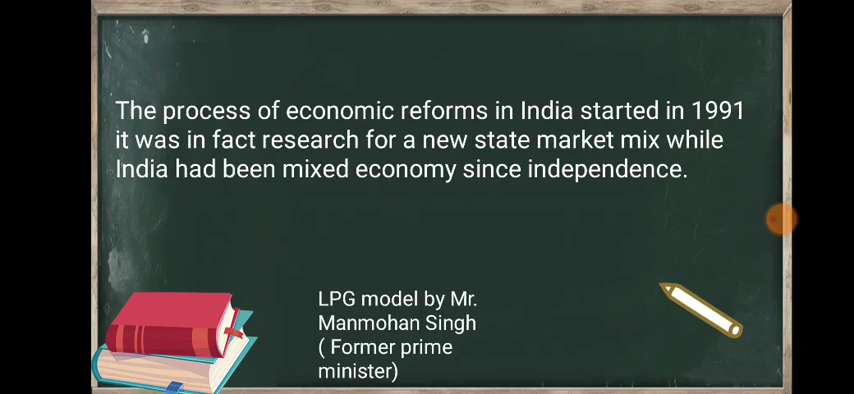 The process of economic reforms in India started in 1991
it was in fact research for a new state market mix while
India had been mixed economy since independence.
LPG model by Mr.
Manmohan Singh
( Former prime
minister)